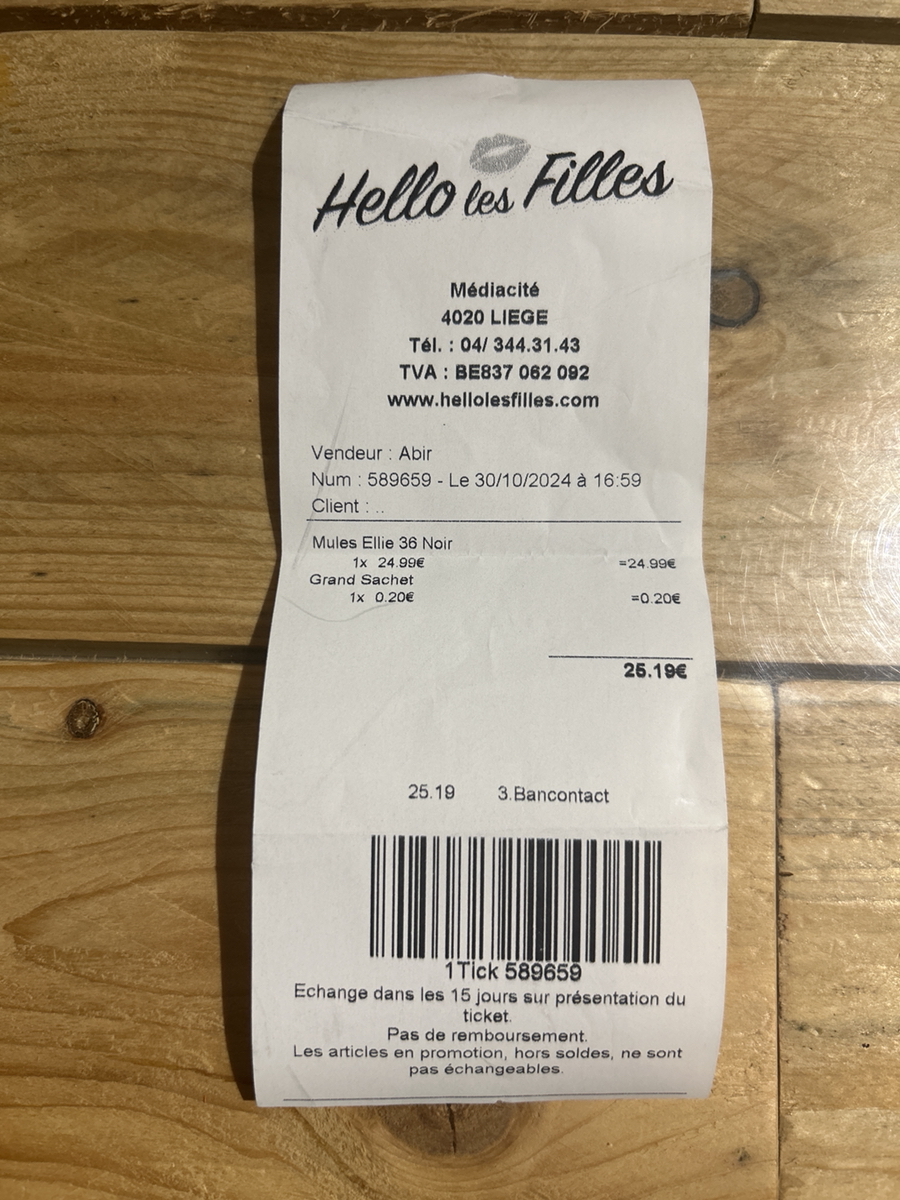 Hello les Filles
Médiacité
4020 LIEGE
Tél. : 04/ 344.31.43
TVA : BE837 062 092
www.hellolesfilles.com
Vendeur : Abir
Num : 589659 - Le 30/10/2024 à 16:59
Client : ..
Mules Ellie 36 Noir
1x 24.99€ =24.99€
Grand Sachet
1x 0.20€ =0.20€
25.19€
25.19 3.Bancontact
1Tick 589659
Echange dans les 15 jours sur présentation du
ticket.
Pas de remboursement.
Les articles en promotion, hors soldes, ne sont
pas échangeables.